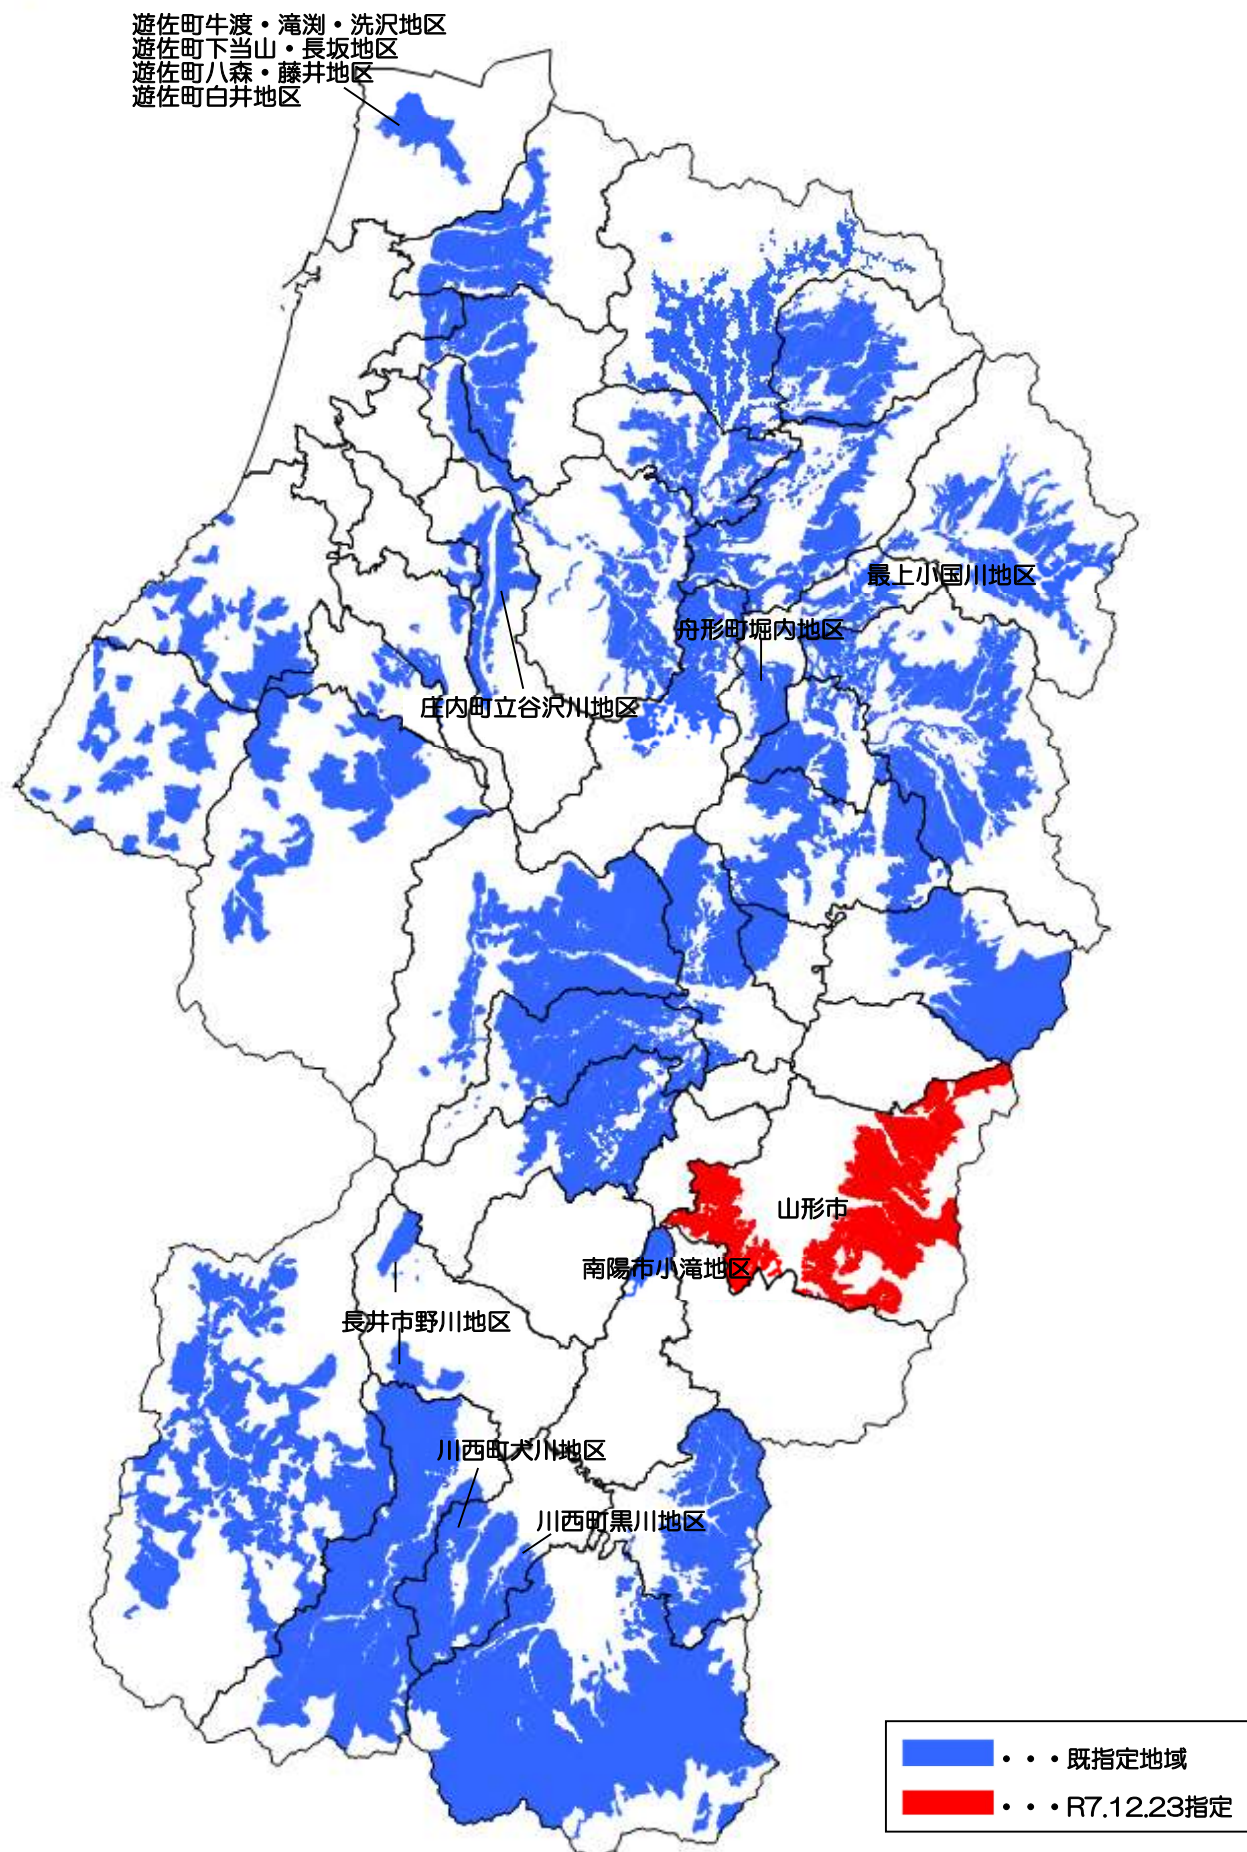 遊佐町牛渡・滝渕・洗沢地区
遊佐町下当山・長坂地区
遊佐町八森・藤井地区
遊佐町白井地区
最上小国川地区
舟形町堀内地区
庄内町立谷沢川地区
山形市
南陽市小滝地区
長井市野川地区
川西町犬川地区
川西町黒川地区
・・・既指定地域
・・・R7.12.23指定